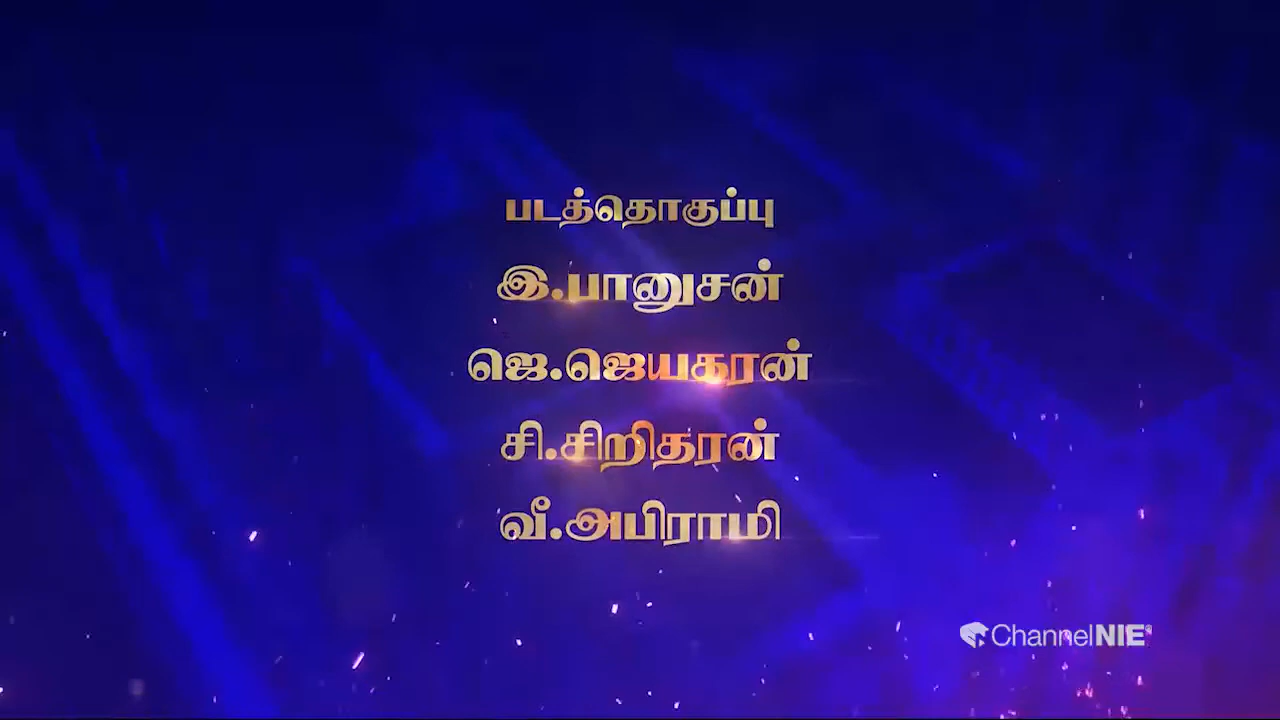 படத்தொகுப்பு
இ.பானுசன்
ஜெ.ஜெயகரன்
சி.சிறிதரன்
வீ.அபிராமி
ChannelNIE